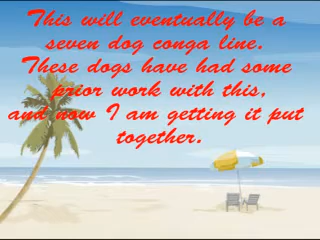 This will eventually be a
seven dog conga line.
These dogs have had some
prior work with this,
and now I am getting it put
together.